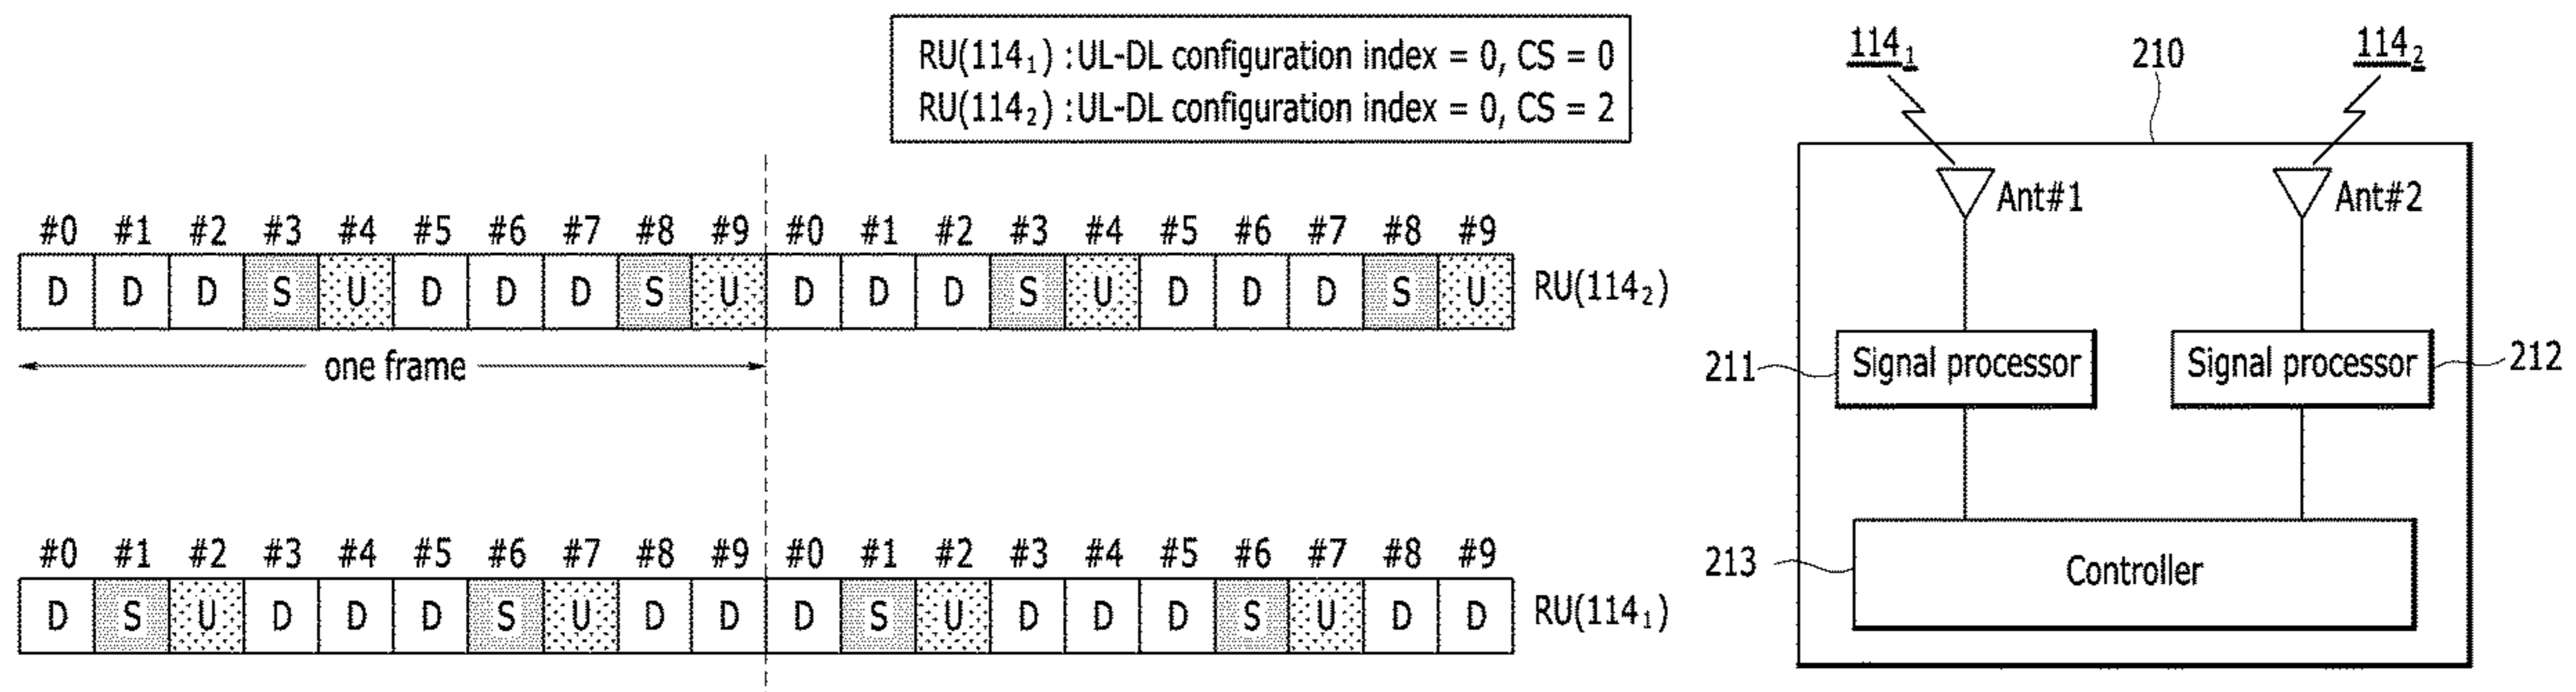 RU(114₁) :UL-DL configuration index = 0, CS = 0
RU(114₂) :UL-DL configuration index = 0, CS = 2
#0 #1 #2 #3 #4 #5 #6 #7 #8 #9 #0 #1 #2 #3 #4 #5 #6 #7 #8 #9
D D D S U D D D S U D D D S U D D D S U RU(114₂)
one frame
#0 #1 #2 #3 #4 #5 #6 #7 #8 #9 #0 #1 #2 #3 #4 #5 #6 #7 #8 #9
D S U D D D S U D D D S U D D D S U D D RU(114₁)
114₁ 210 114₂
Ant#1 Ant#2
211 Signal processor Signal processor 212
213 Controller